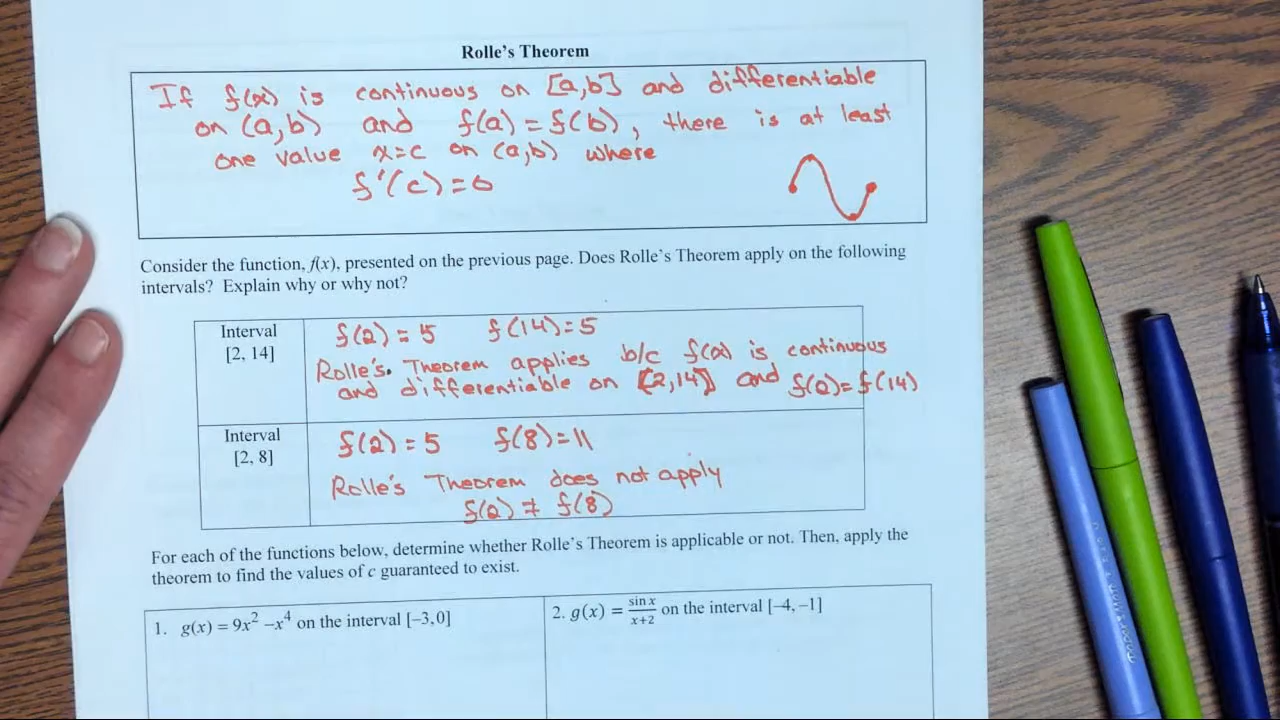 Rolle's Theorem
If f(x) is continuous on [a,b] and differentiable
on (a,b) and f(a) = f(b), there is at least
one value x=c on (a,b) where
f'(c)=0
Consider the function, f(x), presented on the previous page. Does Rolle's Theorem apply on the following
intervals? Explain why or why not?
Interval
[2, 14]
f(2) = 5 f(14)=5
Rolle's Theorem applies b/c f(x) is continuous
and differentiable on [2,14] and f(2)=f(14)
Interval
[2, 8]
f(2) = 5 f(8)=11
Rolle's Theorem does not apply
f(2) ≠ f(8)
For each of the functions below, determine whether Rolle's Theorem is applicable or not. Then, apply the
theorem to find the values of c guaranteed to exist.
1. g(x) = 9x² −x⁴ on the interval [−3,0]
2. g(x) = sin x / x+2 on the interval [−4,−1]